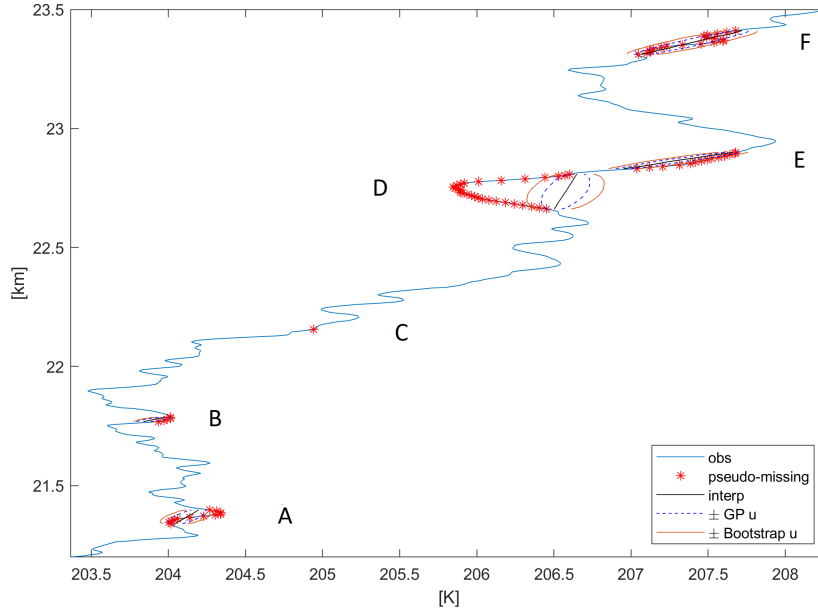 23.5
F
23
E
D
22.5
[km]
C
22
B
21.5
A
obs
pseudo-missing
interp
± GP u
± Bootstrap u
203.5 204 204.5 205 205.5 206 206.5 207 207.5 208
[K]